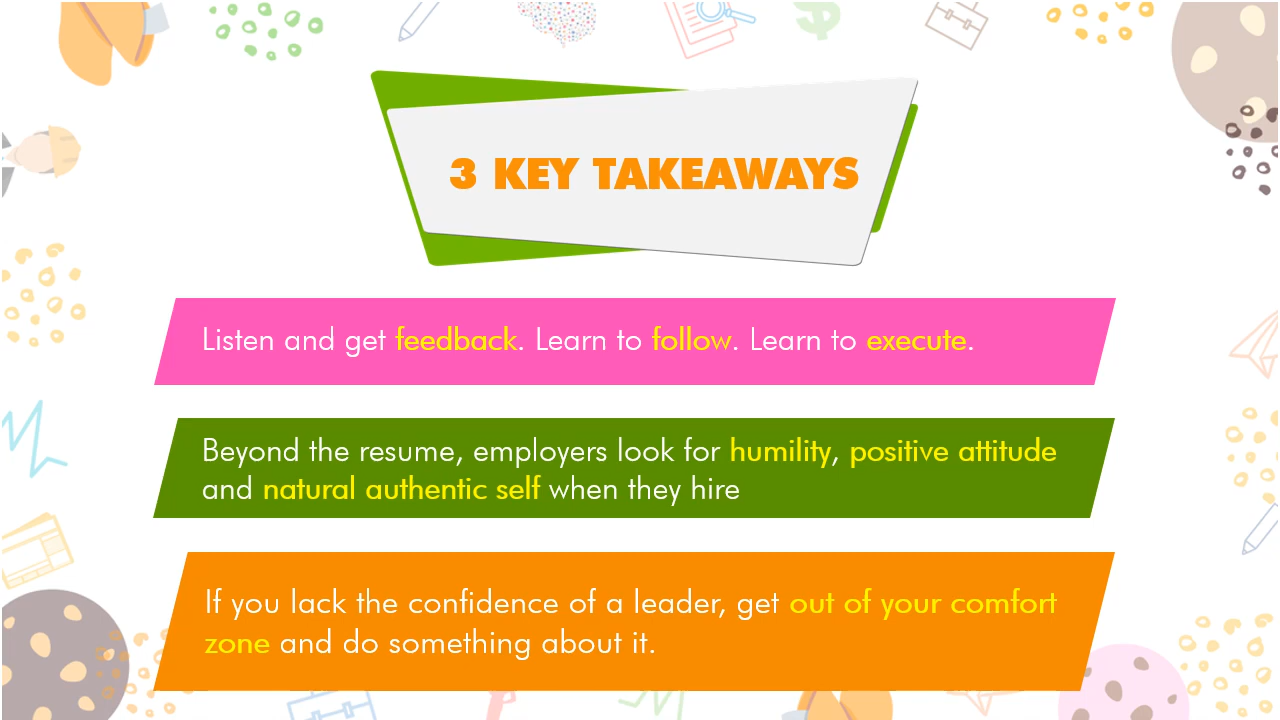 3 KEY TAKEAWAYS
Listen and get feedback. Learn to follow. Learn to execute.
Beyond the resume, employers look for humility, positive attitude
and natural authentic self when they hire
If you lack the confidence of a leader, get out of your comfort
zone and do something about it.